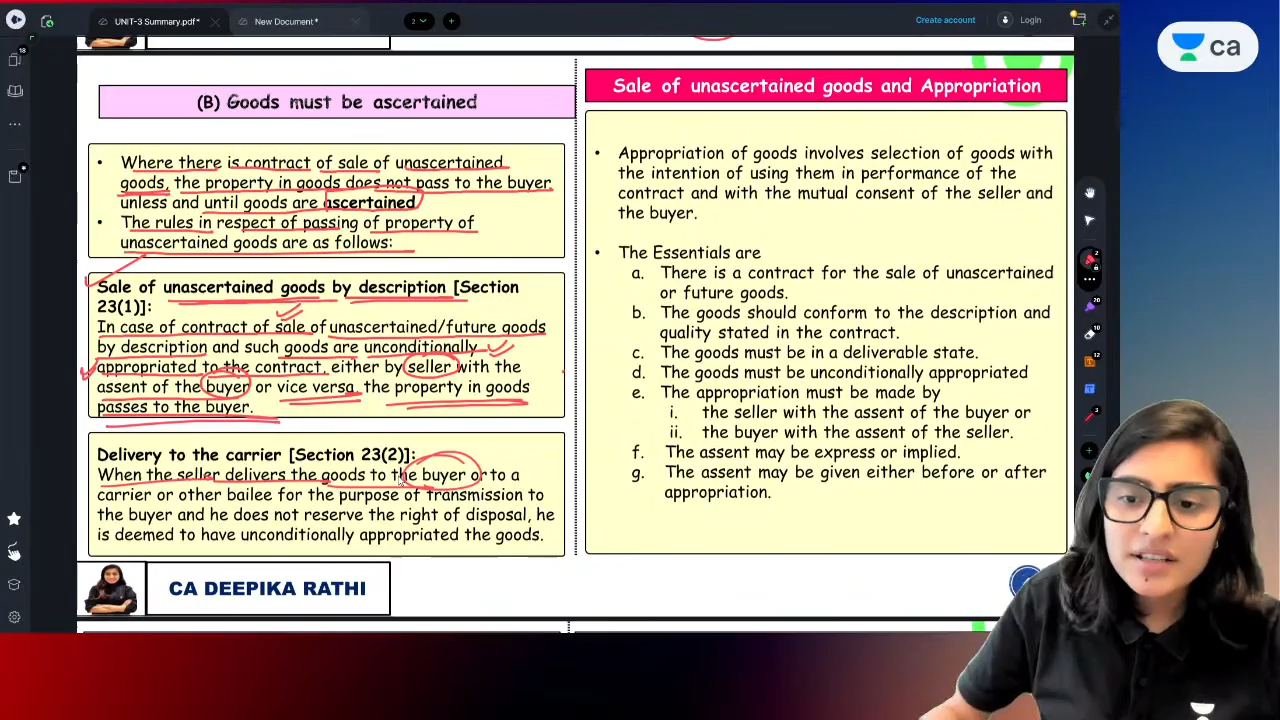 UNIT-3 Summary.pdf*
New Document*
2
Create account
Login
ca
18
(B) Goods must be ascertained
• Where there is contract of sale of unascertained
goods, the property in goods does not pass to the buyer
unless and until goods are ascertained
• The rules in respect of passing of property of
unascertained goods are as follows:
Sale of unascertained goods by description [Section
23(1)]:
In case of contract of sale of unascertained/future goods
by description and such goods are unconditionally
appropriated to the contract, either by seller with the
assent of the buyer or vice versa, the property in goods
passes to the buyer.
Delivery to the carrier [Section 23(2)]:
When the seller delivers the goods to the buyer or to a
carrier or other bailee for the purpose of transmission to
the buyer and he does not reserve the right of disposal, he
is deemed to have unconditionally appropriated the goods.
CA DEEPIKA RATHI
Sale of unascertained goods and Appropriation
• Appropriation of goods involves selection of goods with
the intention of using them in performance of the
contract and with the mutual consent of the seller and
the buyer.
• The Essentials are
a. There is a contract for the sale of unascertained
or future goods.
b. The goods should conform to the description and
quality stated in the contract.
c. The goods must be in a deliverable state.
d. The goods must be unconditionally appropriated
e. The appropriation must be made by
i. the seller with the assent of the buyer or
ii. the buyer with the assent of the seller.
f. The assent may be express or implied.
g. The assent may be given either before or after
appropriation.
2
20
10
12
3